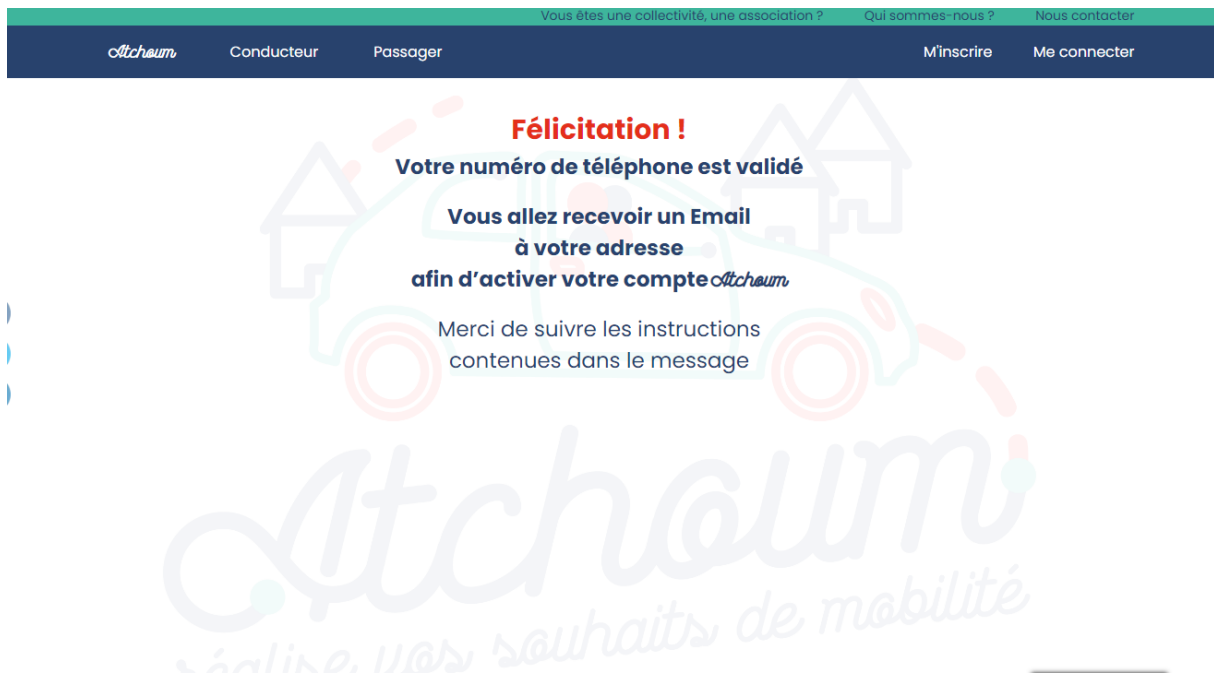 Vous êtes une collectivité, une association ? Qui sommes-nous ? Nous contacter
Atchoum Conducteur Passager M'inscrire Me connecter
Félicitation !
Votre numéro de téléphone est validé
Vous allez recevoir un Email
à votre adresse
afin d'activer votre compte Atchoum
Merci de suivre les instructions
contenues dans le message
Atchoum
réalise vos souhaits de mobilité